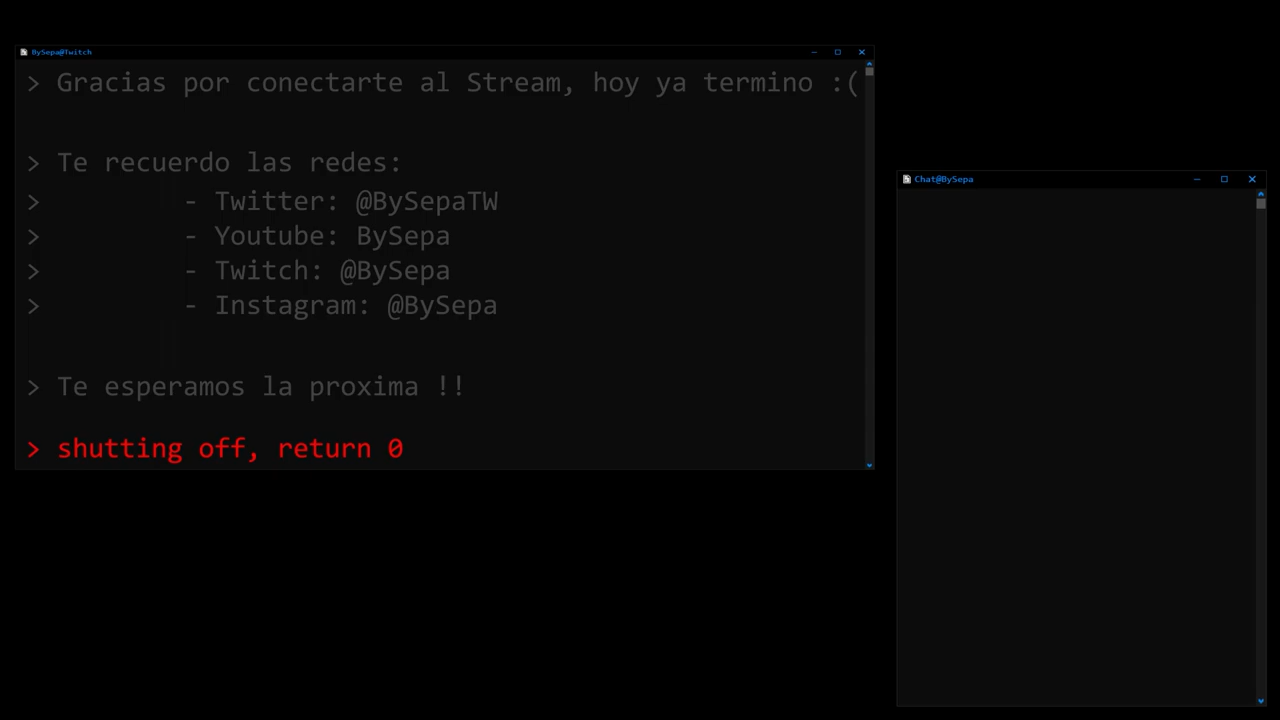 BySepa@Twitch
> Gracias por conectarte al Stream, hoy ya termino :(
> Te recuerdo las redes:
> - Twitter: @BySepaTW
> - Youtube: BySepa
> - Twitch: @BySepa
> - Instagram: @BySepa
> Te esperamos la proxima !!
> shutting off, return 0
Chat@BySepa